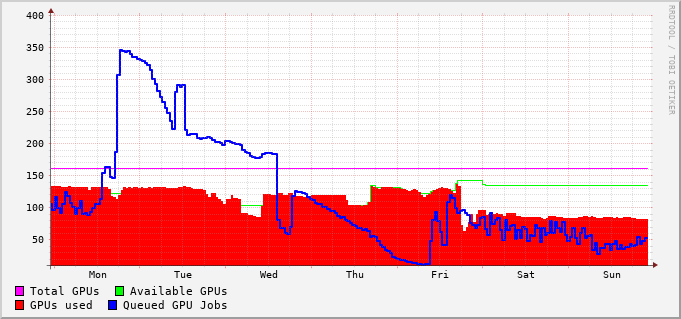 400
350
300
250
200
150
100
50
Mon Tue Wed Thu Fri Sat Sun
Total GPUs Available GPUs
GPUs used Queued GPU Jobs
RRDTOOL / TOBI OETIKER